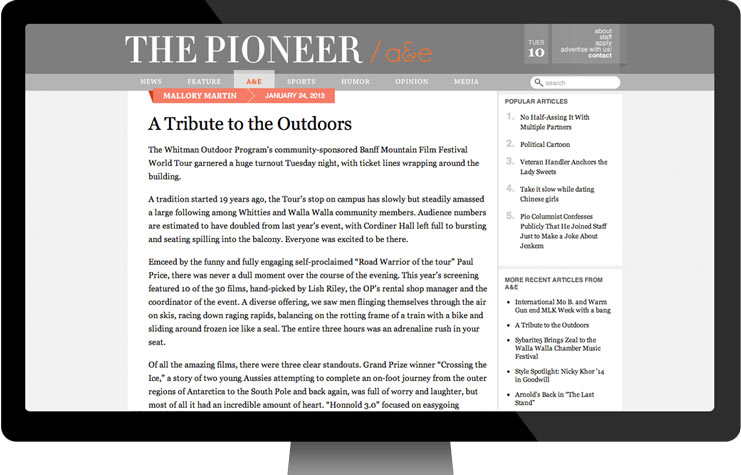 THE PIONEER / a&e
TUES
10
about
staff
apply
advertise with us!
contact
NEWS FEATURE A&E SPORTS HUMOR OPINION MEDIA
search
MALLORY MARTIN JANUARY 24, 2013
A Tribute to the Outdoors
The Whitman Outdoor Program's community-sponsored Banff Mountain Film Festival
World Tour garnered a huge turnout Tuesday night, with ticket lines wrapping around the
building.
A tradition started 19 years ago, the Tour's stop on campus has slowly but steadily amassed
a large following among Whitties and Walla Walla community members. Audience numbers
are estimated to have doubled from last year's event, with Cordiner Hall left full to bursting
and seating spilling into the balcony. Everyone was excited to be there.
Emceed by the funny and fully engaging self-proclaimed "Road Warrior of the tour" Paul
Price, there was never a dull moment over the course of the evening. This year's screening
featured 10 of the 30 films, hand-picked by Lish Riley, the OP's rental shop manager and the
coordinator of the event. A diverse offering, we saw men flinging themselves through the air
on skis, racing down raging rapids, balancing on the rotting frame of a train with a bike and
sliding around frozen ice like a seal. The entire three hours was an adrenaline rush in your
seat.
Of all the amazing films, there were three clear standouts. Grand Prize winner "Crossing the
Ice," a story of two young Aussies attempting to complete an on-foot journey from the outer
regions of Antarctica to the South Pole and back again, was full of worry and laughter, but
most of all it had an incredible amount of heart. "Honnold 3.0" focused on easygoing
POPULAR ARTICLES
1. No Half-Assing It With
Multiple Partners
2. Political Cartoon
3. Veteran Handler Anchors the
Lady Sweets
4. Take it slow while dating
Chinese girls
5. Pio Columnist Confesses
Publicly That He Joined Staff
Just to Make a Joke About
Jenkem
MORE RECENT ARTICLES FROM
A&E
• International Mo B. and Warm
Gun end MLK Week with a bang
• A Tribute to the Outdoors
• Sybarite5 Brings Zeal to the
Walla Walla Chamber Music
Festival
• Style Spotlight: Nicky Khor '14
in Goodwill
• Arnold's Back in "The Last
Stand"